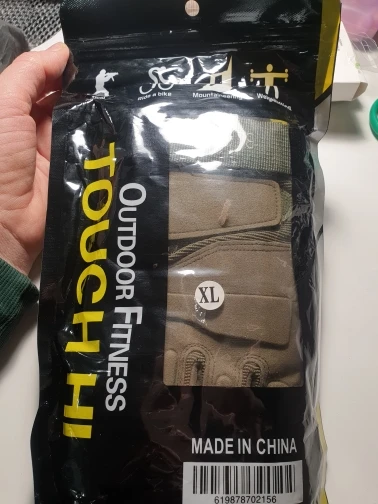 Ride a bike
Mountaineering
Weightlifting
OUTDOOR FITNESS
TOUCH HI
XL
MADE IN CHINA
619878702156